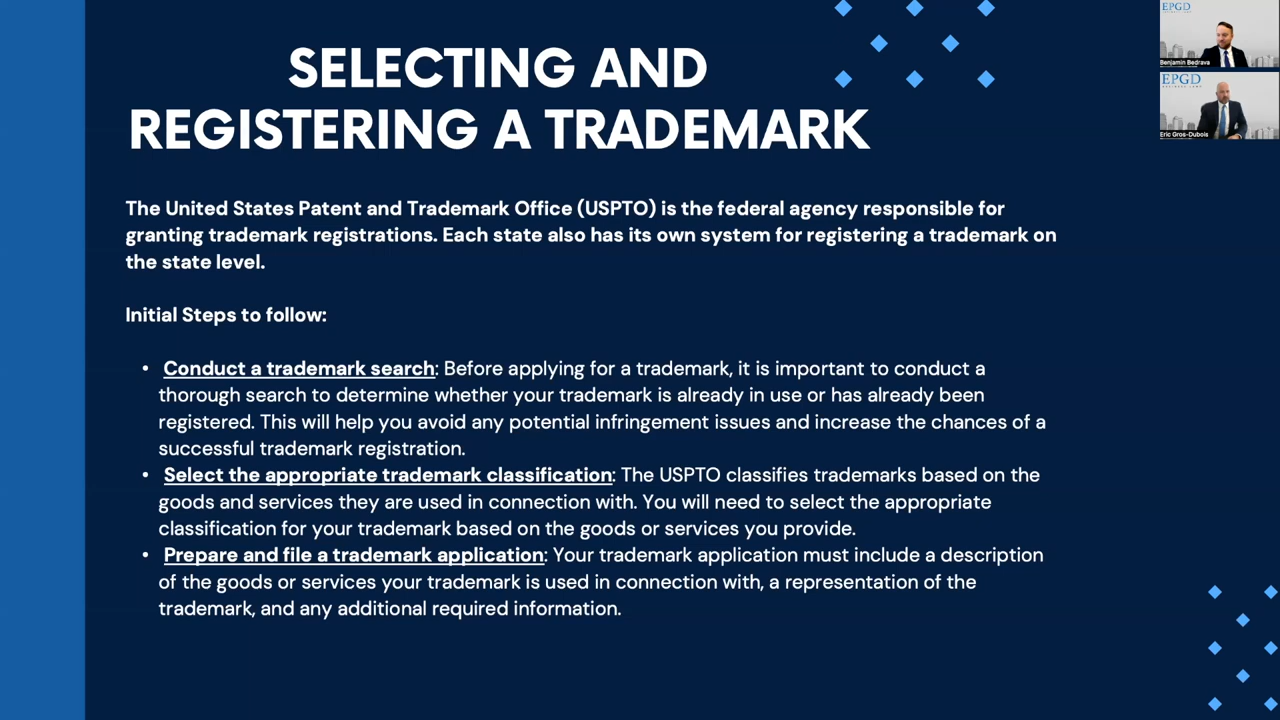 SELECTING AND
REGISTERING A TRADEMARK
The United States Patent and Trademark Office (USPTO) is the federal agency responsible for
granting trademark registrations. Each state also has its own system for registering a trademark on
the state level.
Initial Steps to follow:
• Conduct a trademark search: Before applying for a trademark, it is important to conduct a
thorough search to determine whether your trademark is already in use or has already been
registered. This will help you avoid any potential infringement issues and increase the chances of a
successful trademark registration.
• Select the appropriate trademark classification: The USPTO classifies trademarks based on the
goods and services they are used in connection with. You will need to select the appropriate
classification for your trademark based on the goods or services you provide.
• Prepare and file a trademark application: Your trademark application must include a description
of the goods or services your trademark is used in connection with, a representation of the
trademark, and any additional required information.
EPGD
Benjamin Bedrava
EPGD
BUSINESS LAW
Eric Gros-Dubois